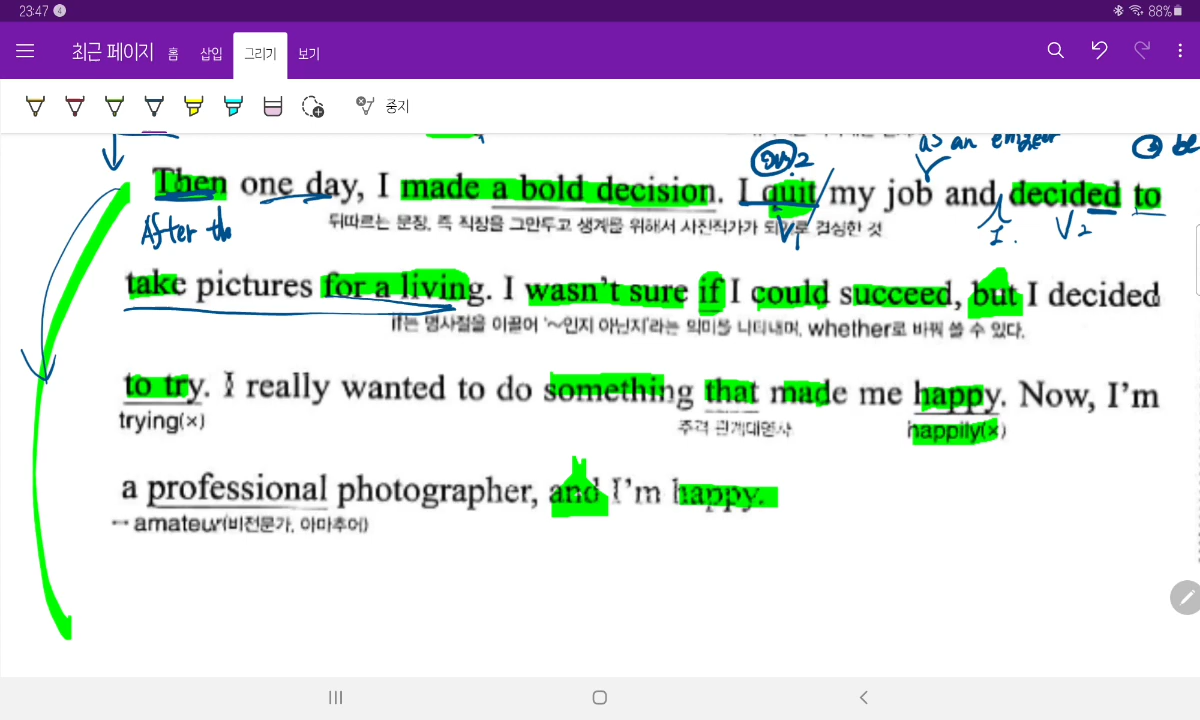 23:47 4 88%
최근 페이지 홈 삽입 그리기 보기
중지
as an be
Then one day, I made a bold decision. I quit my job and decided to
After th 뒤따르는 문장, 즉 직장을 그만두고 생계를 위해서 사진작가가 되기로 결심한 것 V1 I. V2
take pictures for a living. I wasn't sure if I could succeed, but I decided
if는 명사절을 이끌어 '~인지 아닌지'라는 의미를 나타내며, whether로 바꿔 쓸 수 있다.
to try. I really wanted to do something that made me happy. Now, I'm
trying(×) 주격 관계대명사 happily(×)
a professional photographer, and I'm happy.
↔ amateur(비전문가, 아마추어)